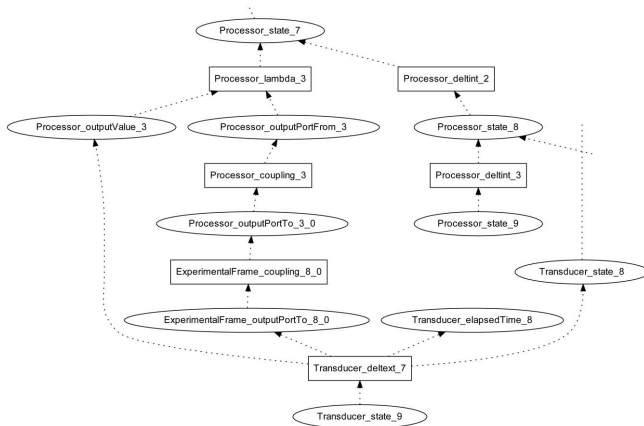 Processor_state_7
Processor_lambda_3
Processor_deltint_2
Processor_outputValue_3
Processor_outputPortFrom_3
Processor_state_8
Processor_coupling_3
Processor_deltint_3
Processor_outputPortTo_3_0
Processor_state_9
ExperimentalFrame_coupling_8_0
Transducer_state_8
ExperimentalFrame_outputPortTo_8_0
Transducer_elapsedTime_8
Transducer_deltext_7
Transducer_state_9